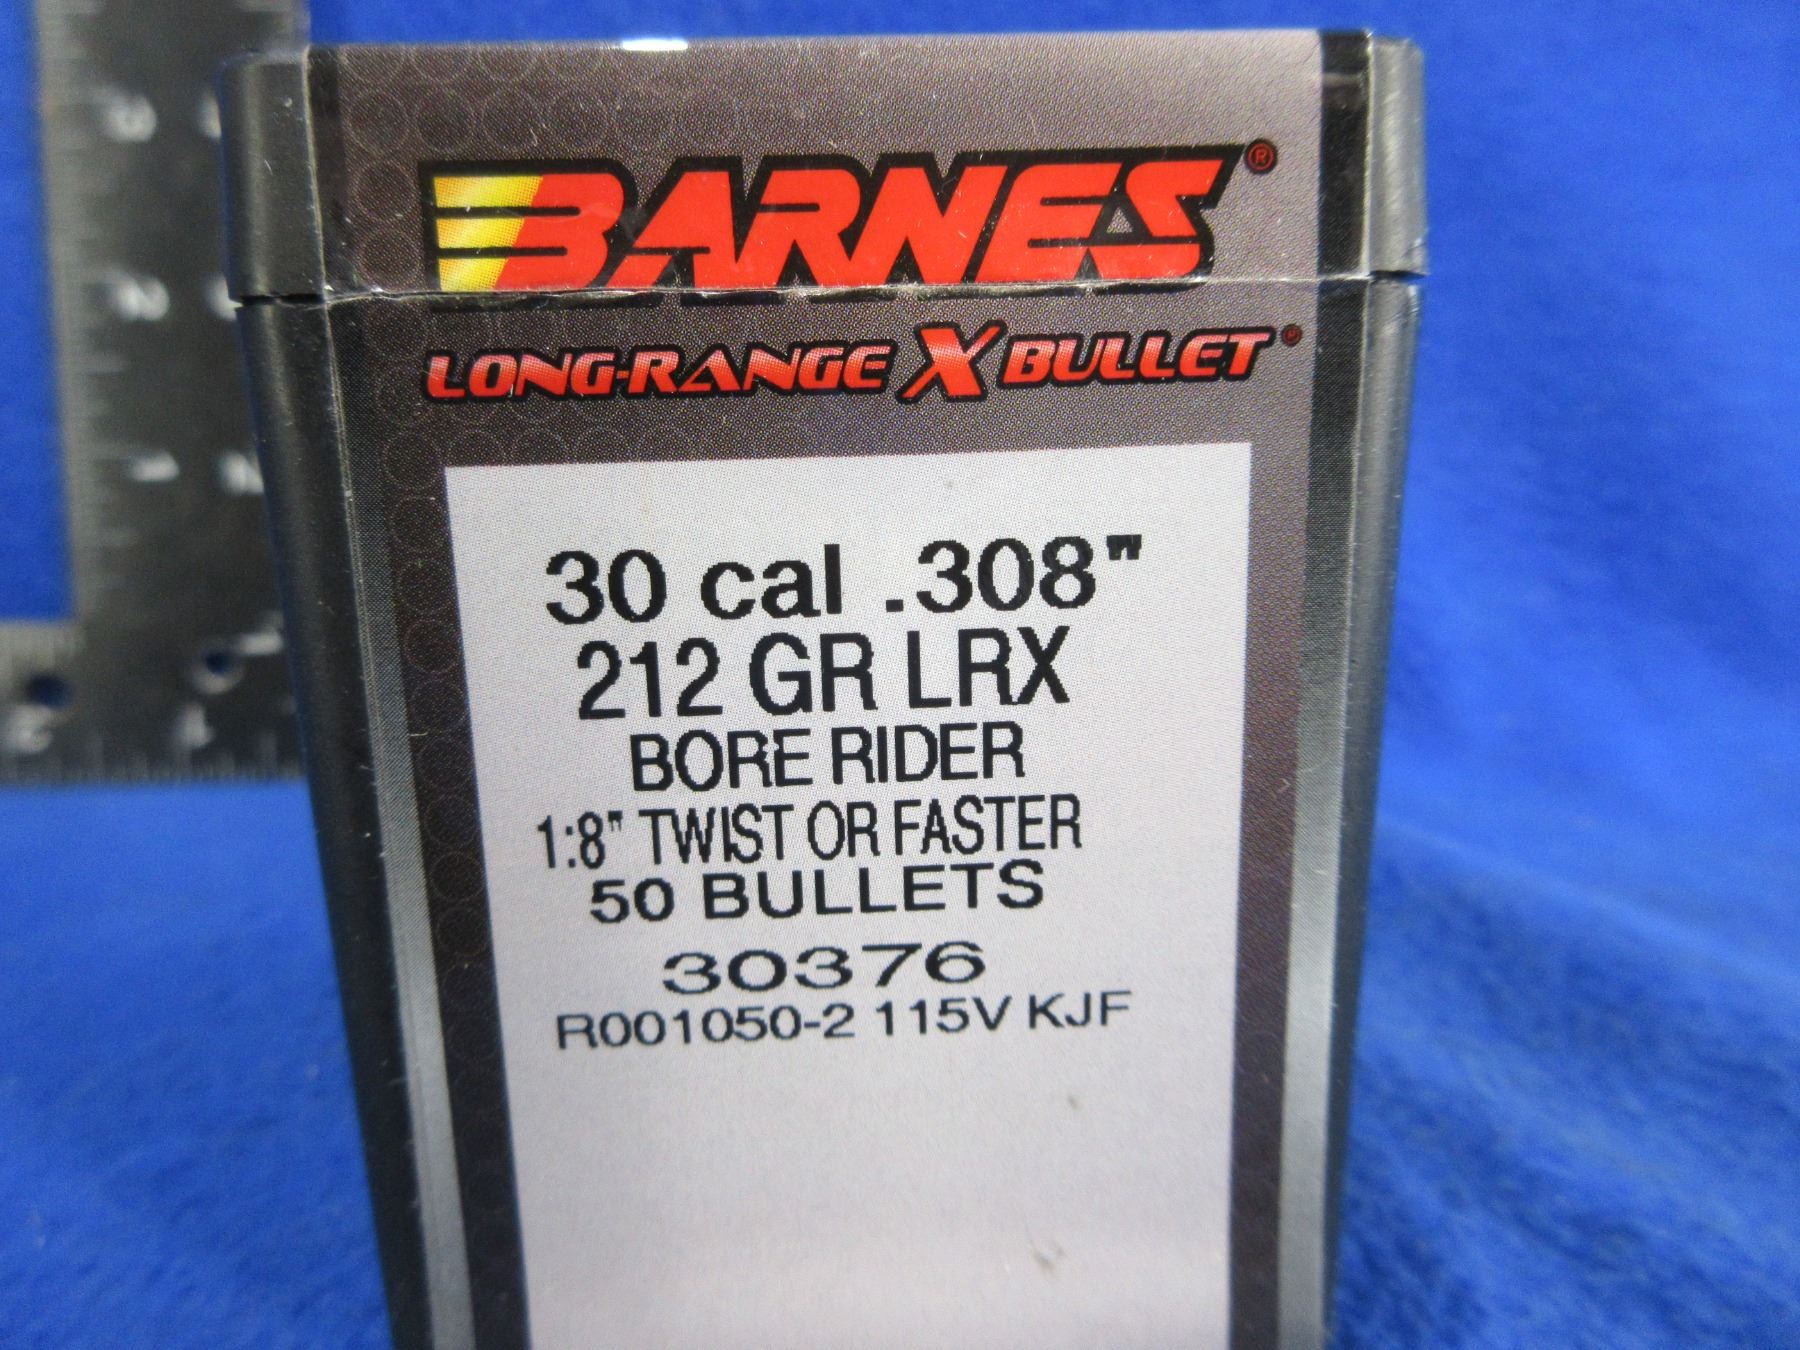 BARNES®
LONG-RANGE X BULLET®
30 cal .308"
212 GR LRX
BORE RIDER
1:8" TWIST OR FASTER
50 BULLETS
30376
R001050-2 115V KJF